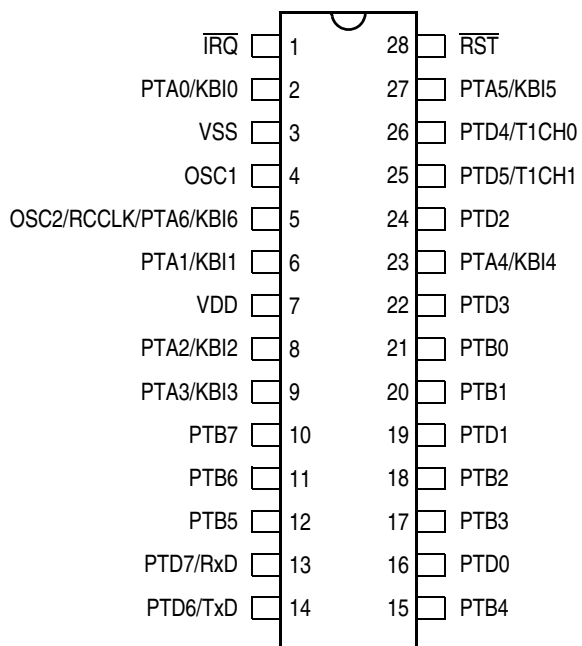 IRQ 1 28 RST
PTA0/KBI0 2 27 PTA5/KBI5
VSS 3 26 PTD4/T1CH0
OSC1 4 25 PTD5/T1CH1
OSC2/RCCLK/PTA6/KBI6 5 24 PTD2
PTA1/KBI1 6 23 PTA4/KBI4
VDD 7 22 PTD3
PTA2/KBI2 8 21 PTB0
PTA3/KBI3 9 20 PTB1
PTB7 10 19 PTD1
PTB6 11 18 PTB2
PTB5 12 17 PTB3
PTD7/RxD 13 16 PTD0
PTD6/TxD 14 15 PTB4